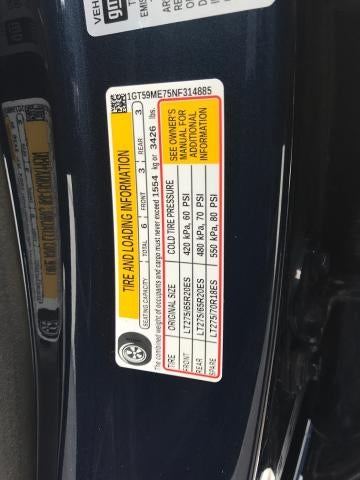 1GT59ME75NF314885
TIRE AND LOADING INFORMATION
SEATING CAPACITY TOTAL 6 FRONT 3 REAR 3
The combined weight of occupants and cargo must never exceed 1554 kg or 3426 lbs.
TIRE ORIGINAL SIZE COLD TIRE PRESSURE
FRONT LT275/65R20ES 420 kPa, 60 PSI
REAR LT275/65R20ES 480 kPa, 70 PSI
SPARE LT275/70R18ES 550 kPa, 80 PSI
SEE OWNER'S
MANUAL FOR
ADDITIONAL
INFORMATION
gm
VEH